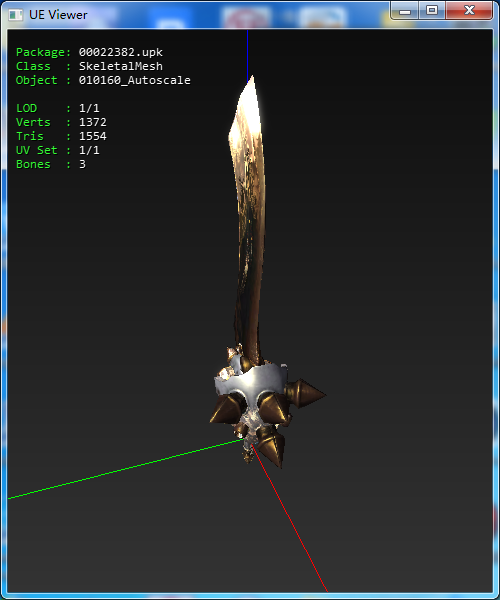 UE Viewer
Package: 00022382.upk
Class : SkeletalMesh
Object : 010160_Autoscale
LOD : 1/1
Verts : 1372
Tris : 1554
UV Set : 1/1
Bones : 3